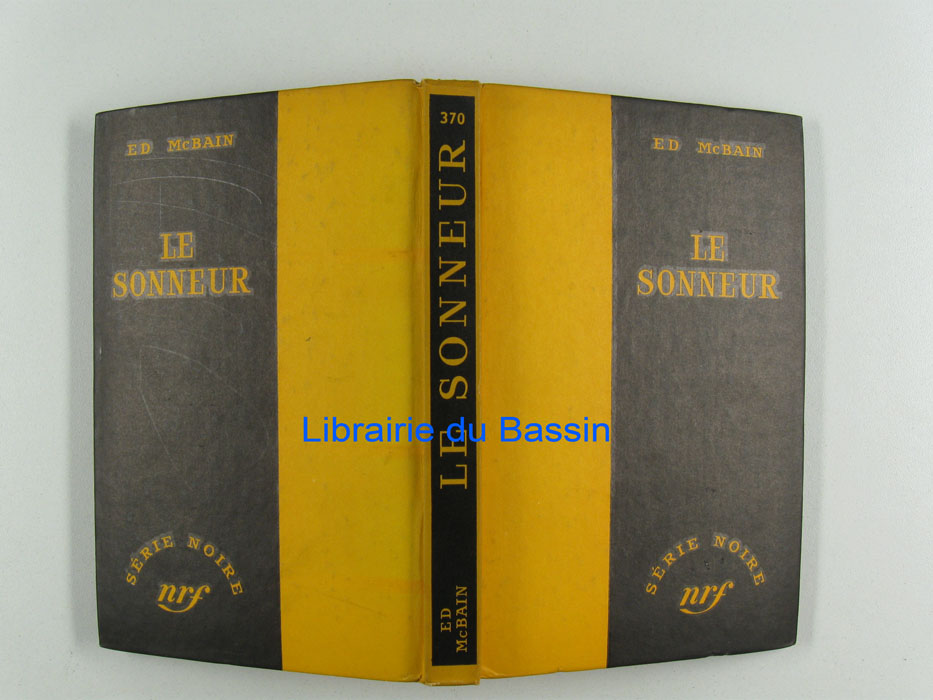 ED McBAIN
LE
SONNEUR
SÉRIE NOIRE
nrf
370
LE SONNEUR
ED
McBAIN
ED McBAIN
LE
SONNEUR
SÉRIE NOIRE
nrf
Librairie du Bassin